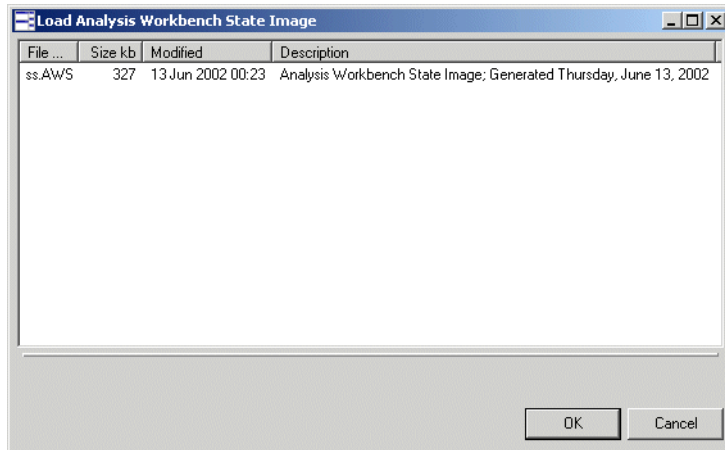 Load Analysis Workbench State Image
File ... Size kb Modified Description
ss.AWS 327 13 Jun 2002 00:23 Analysis Workbench State Image; Generated Thursday, June 13, 2002
OK Cancel